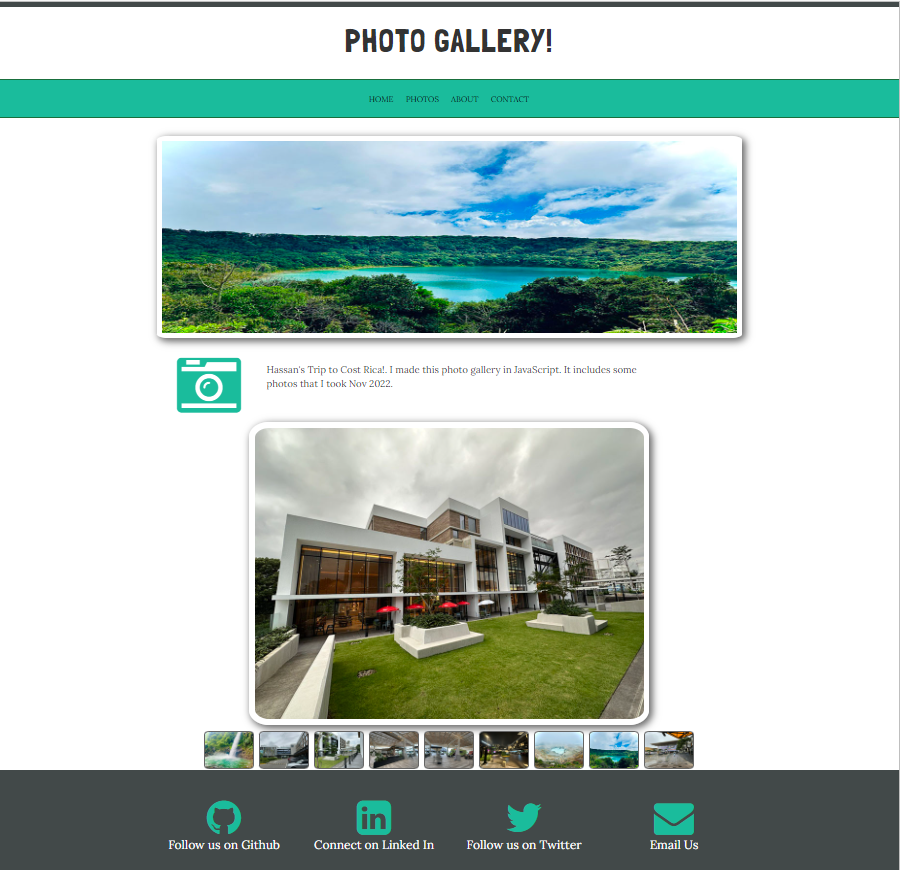 PHOTO GALLERY!
HOME PHOTOS ABOUT CONTACT
Hassan's Trip to Cost Rica!. I made this photo gallery in JavaScript. It includes some
photos that I took Nov 2022.
Follow us on Github Connect on Linked In Follow us on Twitter Email Us